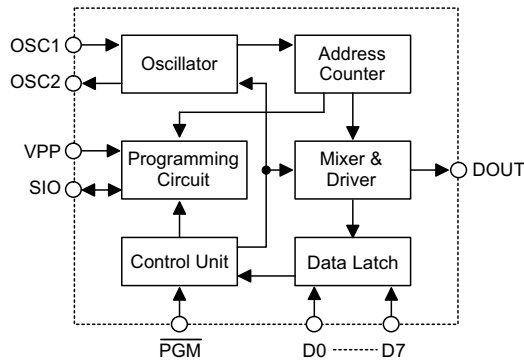 OSC1
OSC2
Oscillator
Address
Counter
VPP
SIO
Programming
Circuit
Mixer &
Driver
DOUT
Control Unit
Data Latch
PGM
D0
D7